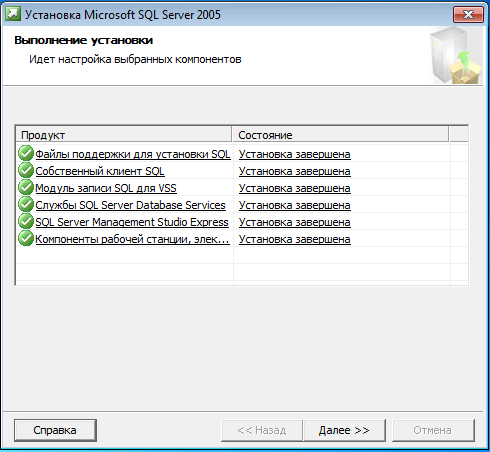 Установка Microsoft SQL Server 2005
Выполнение установки
Идет настройка выбранных компонентов
Продукт Состояние
Файлы поддержки для установки SQL Установка завершена
Собственный клиент SQL Установка завершена
Модуль записи SQL для VSS Установка завершена
Службы SQL Server Database Services Установка завершена
SQL Server Management Studio Express Установка завершена
Компоненты рабочей станции, элек... Установка завершена
Справка << Назад Далее >> Отмена